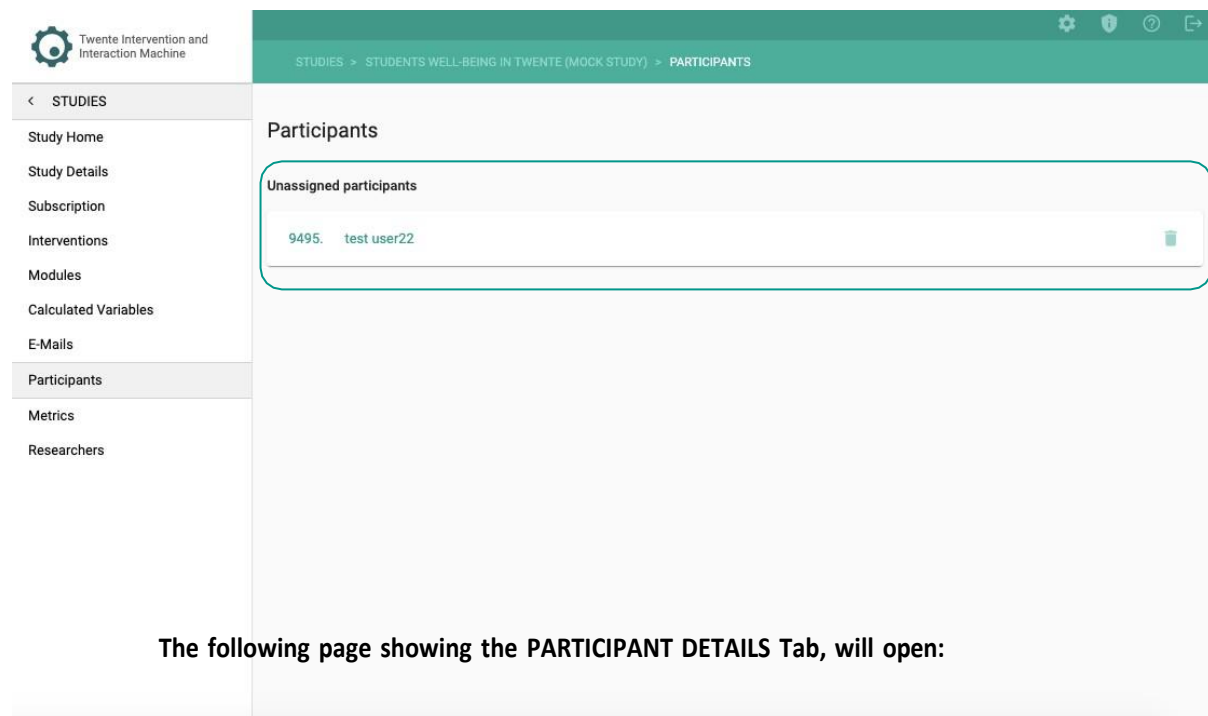 Twente Intervention and
Interaction Machine
STUDIES > STUDENTS WELL-BEING IN TWENTE (MOCK STUDY) > PARTICIPANTS
< STUDIES
Study Home
Study Details
Subscription
Interventions
Modules
Calculated Variables
E-Mails
Participants
Metrics
Researchers
Participants
Unassigned participants
9495. test user22
The following page showing the PARTICIPANT DETAILS Tab, will open: